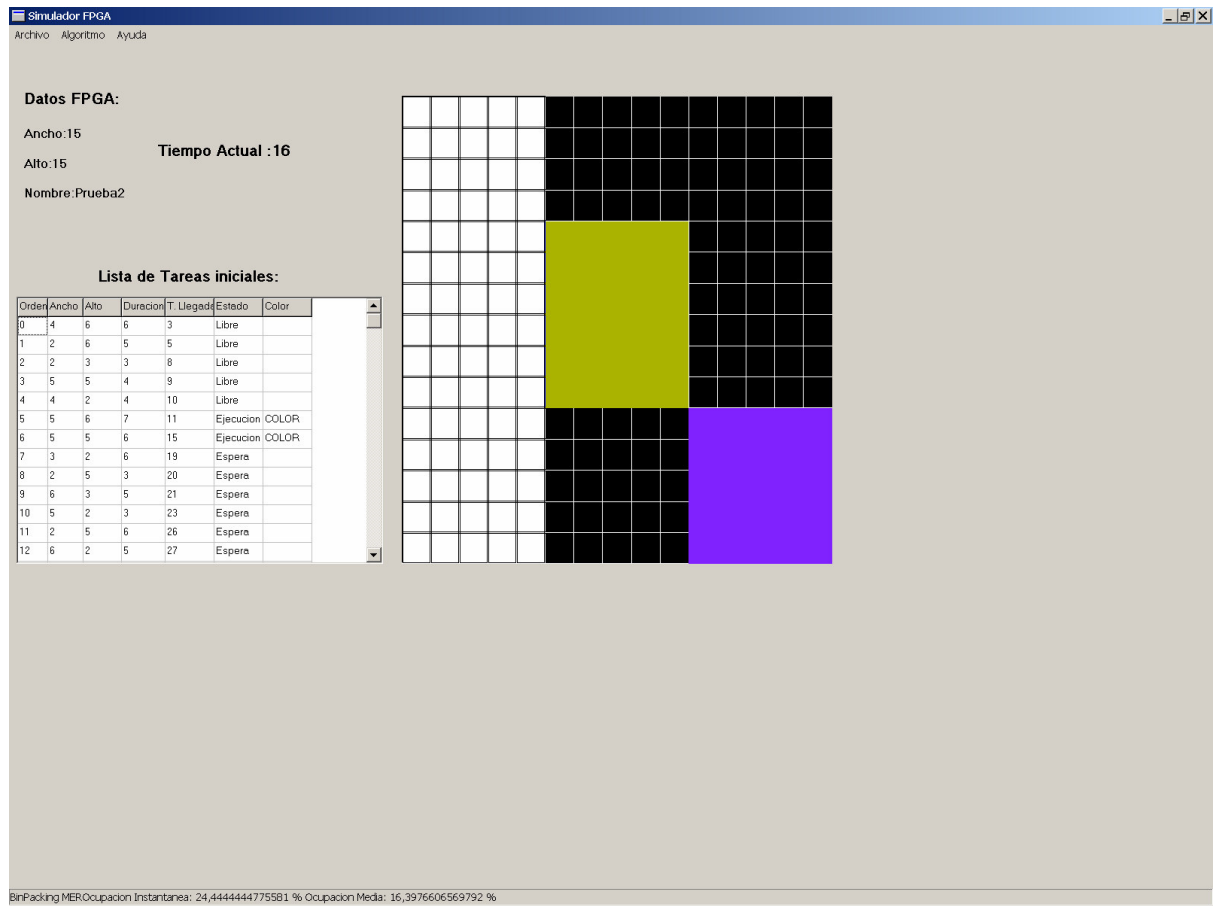 Simulador FPGA
Archivo Algoritmo Ayuda
Datos FPGA:
Ancho:15
Tiempo Actual :16
Alto:15
Nombre:Prueba2
Lista de Tareas iniciales:
Orden Ancho Alto Duracion T. Llegada Estado Color
0 4 6 6 3 Libre
1 2 6 5 5 Libre
2 2 3 3 8 Libre
3 5 5 4 9 Libre
4 4 2 4 10 Libre
5 5 6 7 11 Ejecucion COLOR
6 5 5 6 15 Ejecucion COLOR
7 3 2 6 19 Espera
8 2 5 3 20 Espera
9 6 3 5 21 Espera
10 5 2 3 23 Espera
11 2 5 6 26 Espera
12 6 2 5 27 Espera
BinPacking MEROcupacion Instantanea: 24,4444444775581 % Ocupacion Media: 16,3976606569792 %